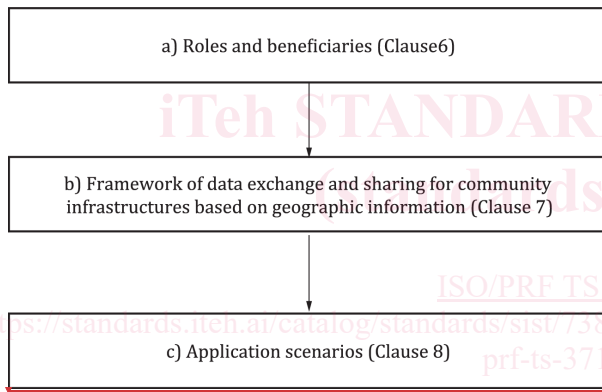 a) Roles and beneficiaries (Clause6)
iTeh STANDAR
b) Framework of data exchange and sharing for community
infrastructures based on geographic information (Clause 7)
(standards
ISO/PRF TS
tps://standards.iteh.ai/catalog/standards/sist/738
c) Application scenarios (Clause 8)
prf-ts-371